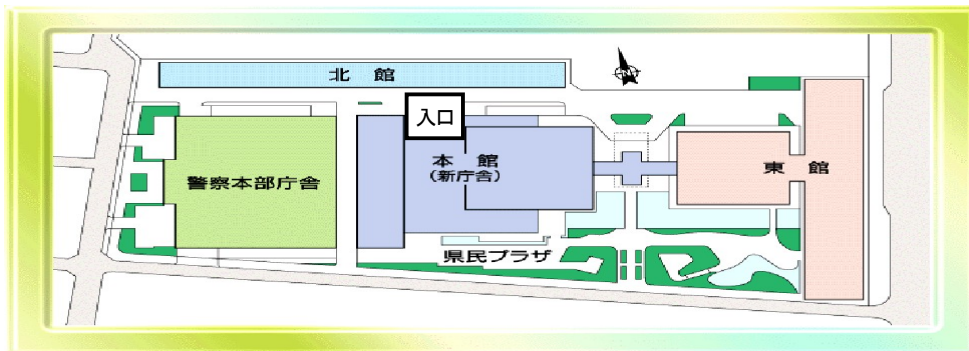 北館
入口
本館
(新庁舎)
警察本部庁舎
東館
県民プラザ